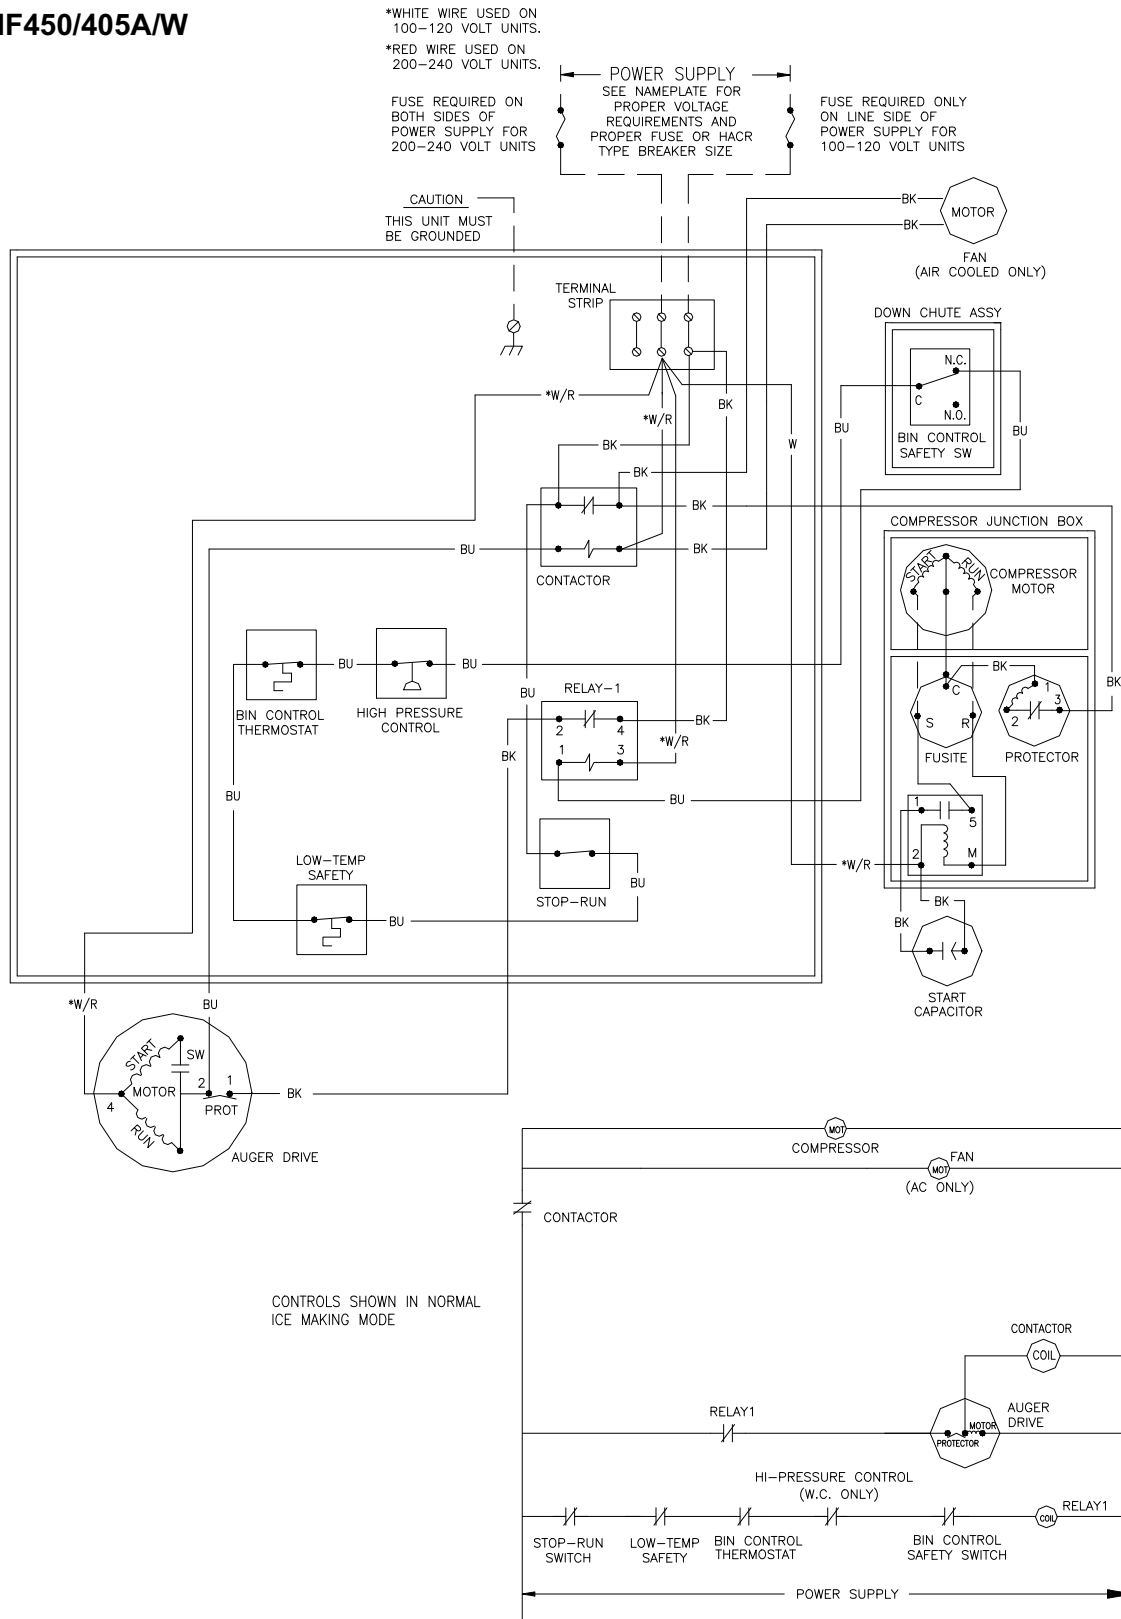 IF450/405A/W
*WHITE WIRE USED ON
100-120 VOLT UNITS.
*RED WIRE USED ON
200-240 VOLT UNITS.
POWER SUPPLY
SEE NAMEPLATE FOR
PROPER VOLTAGE
REQUIREMENTS AND
PROPER FUSE OR HACR
TYPE BREAKER SIZE
FUSE REQUIRED ON
BOTH SIDES OF
POWER SUPPLY FOR
200-240 VOLT UNITS
FUSE REQUIRED ONLY
ON LINE SIDE OF
POWER SUPPLY FOR
100-120 VOLT UNITS
CAUTION
THIS UNIT MUST
BE GROUNDED
BK
BK
MOTOR
FAN
(AIR COOLED ONLY)
TERMINAL
STRIP
DOWN CHUTE ASSY
N.C.
C
N.O.
BIN CONTROL
SAFETY SW
*W/R
*W/R
BK
BU
W
BU
BK
BK
BK
BU
BK
CONTACTOR
COMPRESSOR JUNCTION BOX
START
RUN
COMPRESSOR
MOTOR
BK
C
S
R
FUSITE
1
2
3
PROTECTOR
BK
BU
BU
BIN CONTROL
THERMOSTAT
HIGH PRESSURE
CONTROL
BU
RELAY-1
2
4
1
3
BK
*W/R
BK
BU
BU
1
5
2
M
*W/R
BK
BK
START
CAPACITOR
LOW-TEMP
SAFETY
BU
STOP-RUN
BU
*W/R
BU
START
SW
MOTOR
2
1
4
PROT
RUN
BK
AUGER DRIVE
MOT
COMPRESSOR
MOT
FAN
(AC ONLY)
CONTACTOR
CONTROLS SHOWN IN NORMAL
ICE MAKING MODE
CONTACTOR
COIL
RELAY1
AUGER
DRIVE
MOTOR
PROTECTOR
HI-PRESSURE CONTROL
(W.C. ONLY)
RELAY1
COIL
STOP-RUN
SWITCH
LOW-TEMP
SAFETY
BIN CONTROL
THERMOSTAT
BIN CONTROL
SAFETY SWITCH
POWER SUPPLY